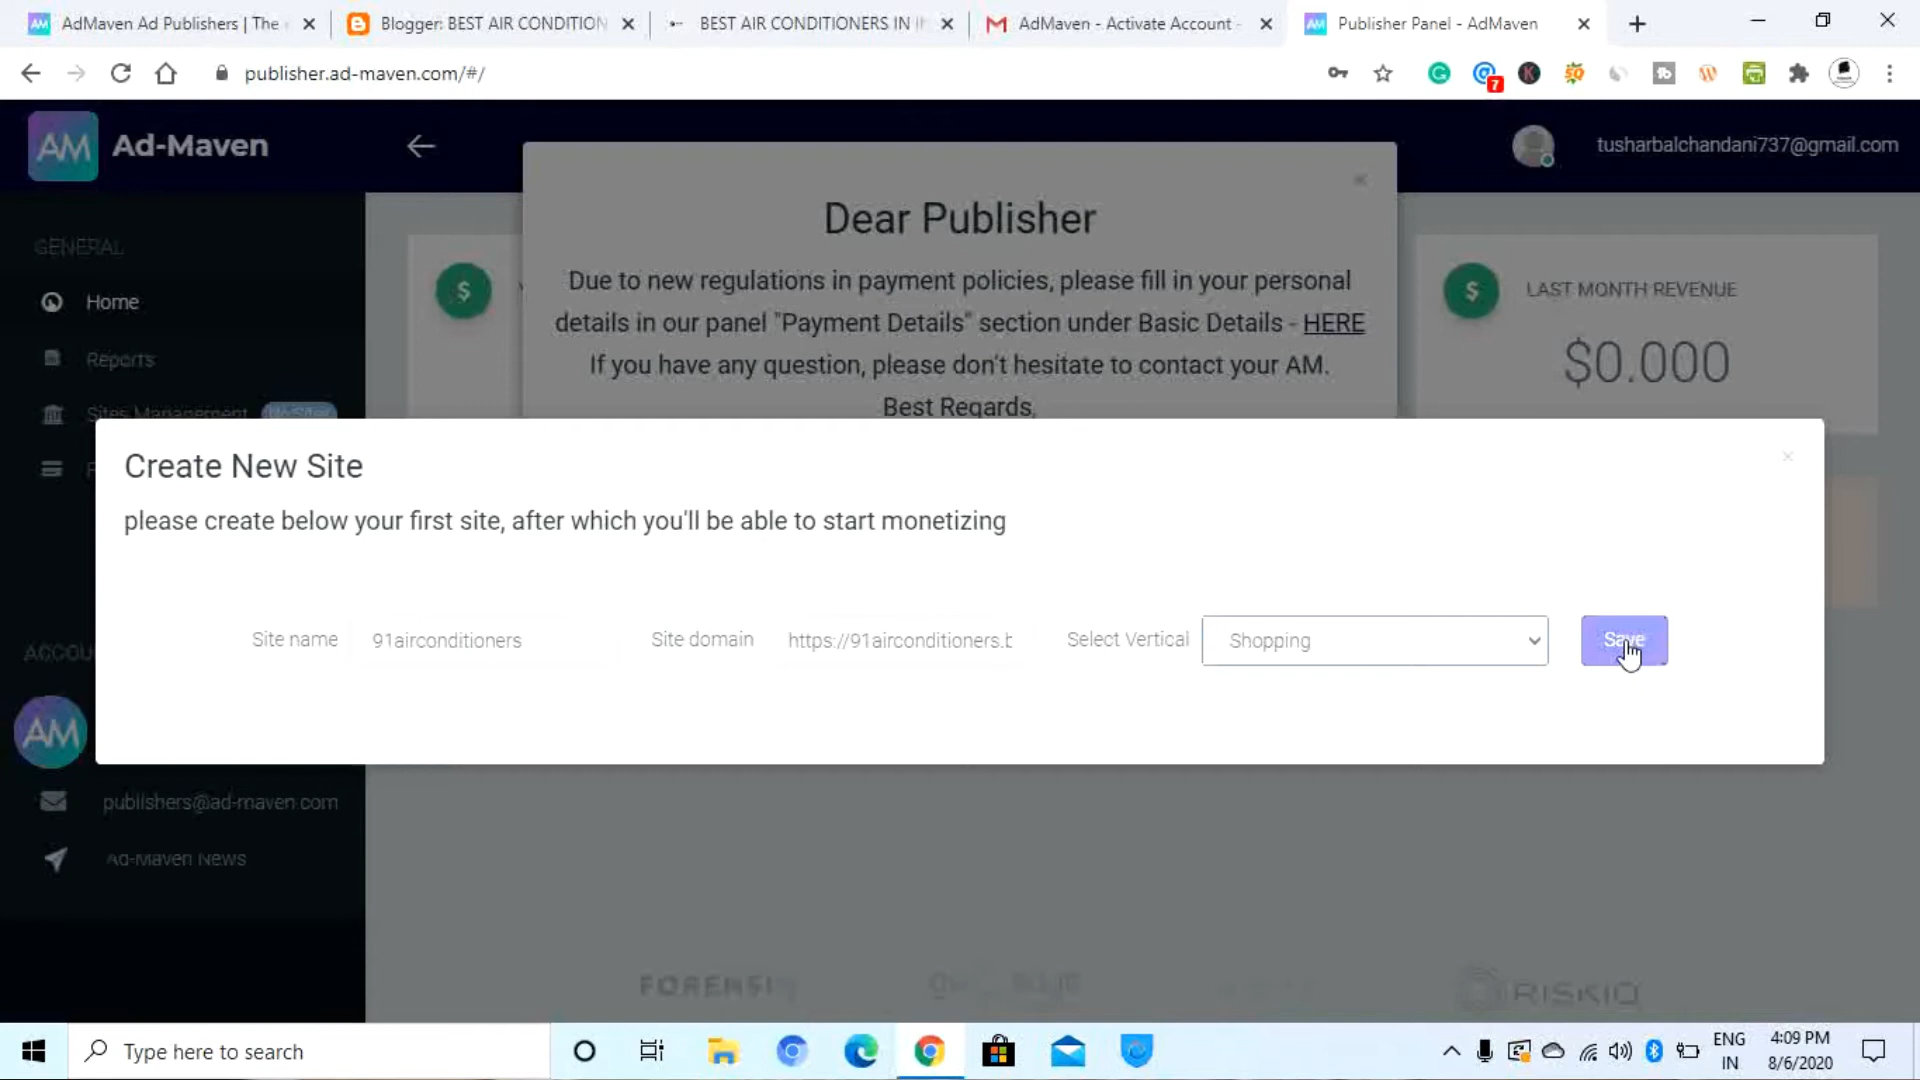 AdMaven Ad Publishers | The
Blogger: BEST AIR CONDITION
BEST AIR CONDITIONERS IN
AdMaven - Activate Account -
Publisher Panel - AdMaven
publisher.ad-maven.com/#/
7
AM Ad-Maven
tusharbalchandani737@gmail.com
Dear Publisher
GENERAL
Due to new regulations in payment policies, please fill in your personal
details in our panel "Payment Details" section under Basic Details - HERE
If you have any question, please don't hesitate to contact your AM.
Best Regards,
Home
Reports
Sites Management
$
$ LAST MONTH REVENUE
$0.000
Create New Site
please create below your first site, after which you'll be able to start monetizing
Site name 91airconditioners Site domain https://91airconditioners.b Select Vertical Shopping Save
ACCOU
AM
publishers@ad-maven.com
Ad-Maven News
FORENSI
RISKIQ
Type here to search
ENG
IN
4:09 PM
8/6/2020